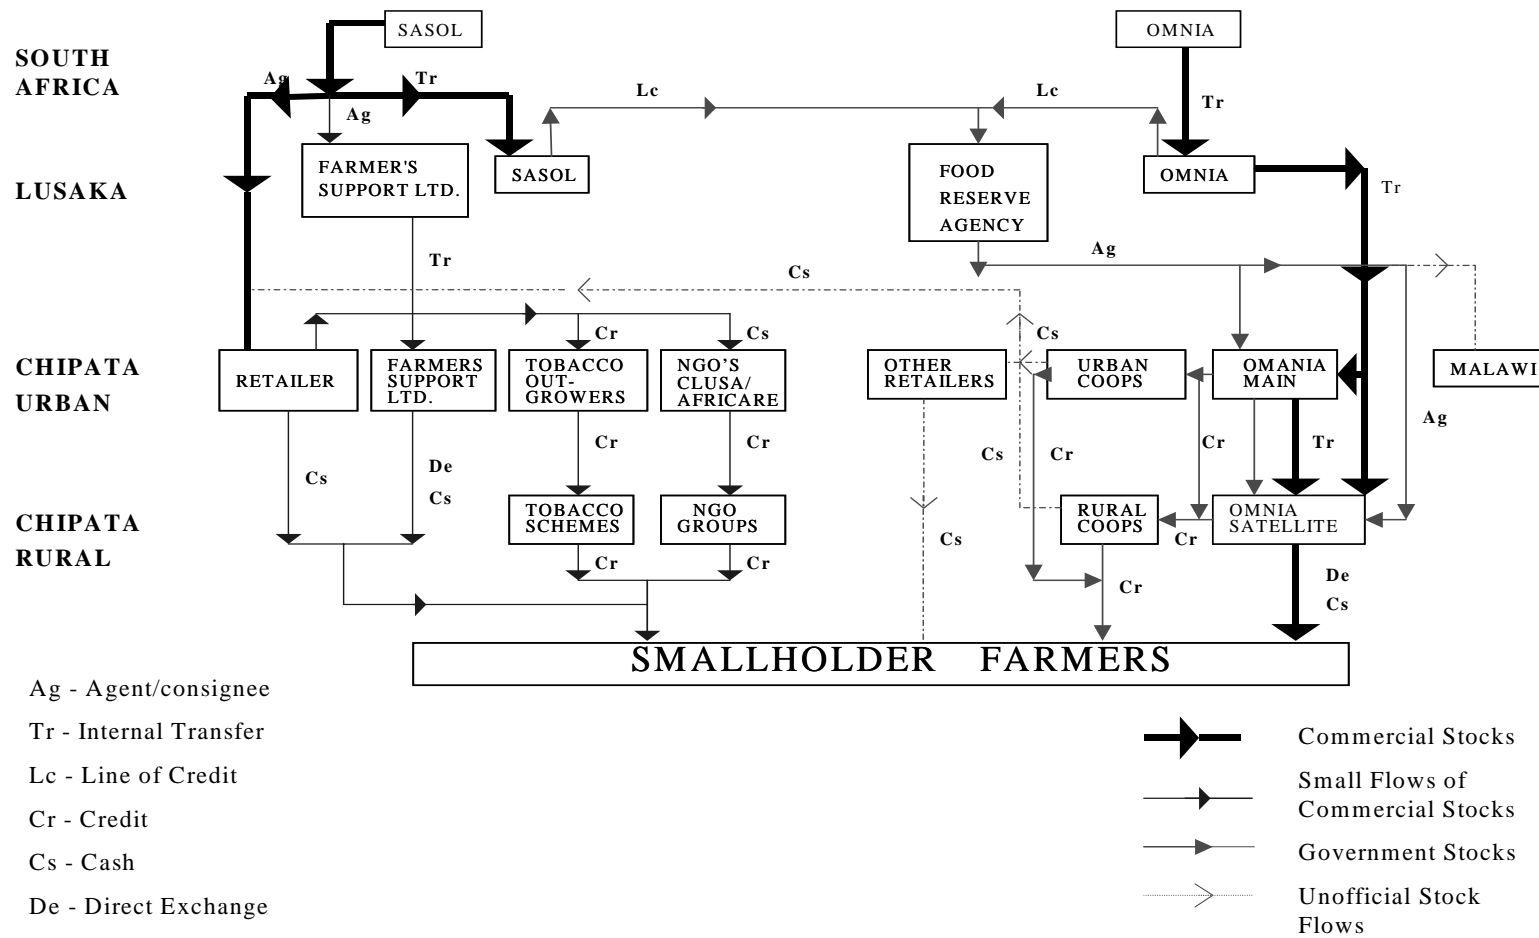 SASOL
OMNIA
SOUTH
AFRICA
Ag
Tr
Ag
Lc
Lc
Tr
LUSAKA
FARMER'S
SUPPORT LTD.
SASOL
FOOD
RESERVE
AGENCY
OMNIA
Tr
Tr
Cs
Ag
Cr
Cs
Cs
CHIPATA
URBAN
RETAILER
FARMERS
SUPPORT
LTD.
TOBACCO
OUT-
GROWERS
NGO'S
CLUSA/
AFRICARE
OTHER
RETAILERS
URBAN
COOPS
OMANIA
MAIN
MALAWI
Cs
De
Cs
Cr
Cr
Cs
Cr
Cr
Tr
Ag
CHIPATA
RURAL
TOBACCO
SCHEMES
NGO
GROUPS
RURAL
COOPS
OMNIA
SATELLITE
Cr
Cr
Cs
Cr
Cr
De
Cs
SMALLHOLDER FARMERS
Ag - Agent/consignee
Tr - Internal Transfer
Lc - Line of Credit
Cr - Credit
Cs - Cash
De - Direct Exchange
Commercial Stocks
Small Flows of
Commercial Stocks
Government Stocks
Unofficial Stock
Flows